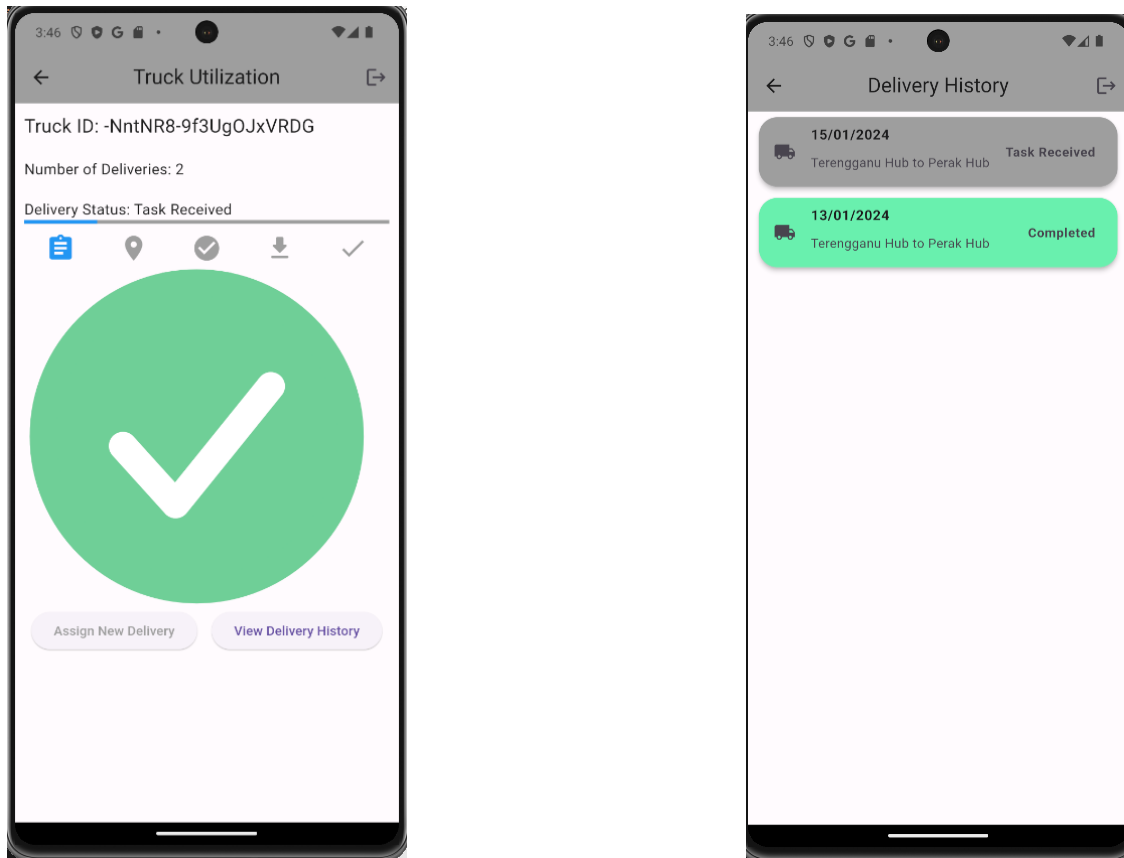 3:46
Truck Utilization
Truck ID: -NntNR8-9f3UgOJxVRDG
Number of Deliveries: 2
Delivery Status: Task Received
Assign New Delivery
View Delivery History
3:46
Delivery History
15/01/2024
Terengganu Hub to Perak Hub
Task Received
13/01/2024
Terengganu Hub to Perak Hub
Completed